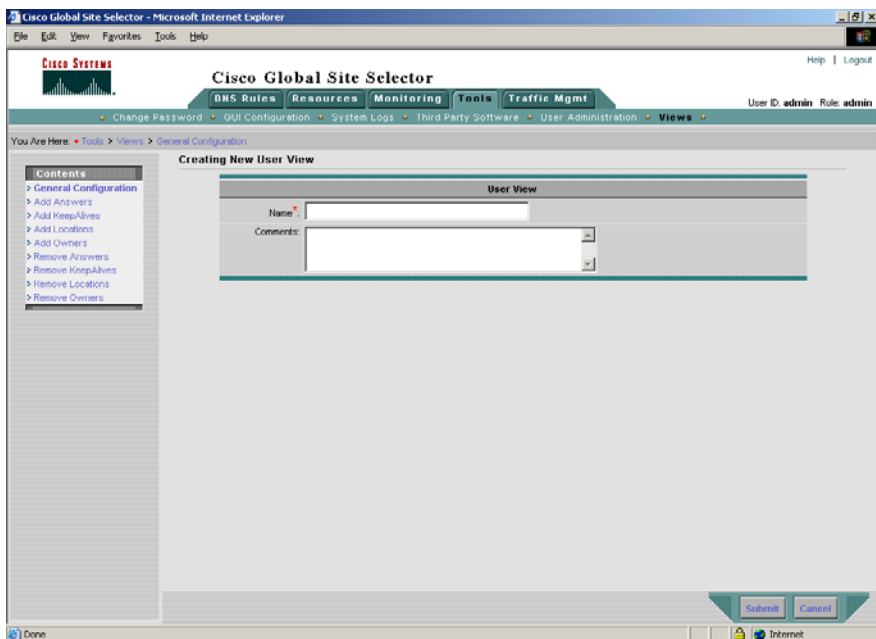 Cisco Global Site Selector - Microsoft Internet Explorer
File Edit View Favorites Tools Help
CISCO SYSTEMS
Cisco Global Site Selector
Help | Logout
DNS Rules Resources Monitoring Tools Traffic Mgmt
User ID: admin Role: admin
Change Password GUI Configuration System Logs Third Party Software User Administration Views
You Are Here: Tools > Views > General Configuration
Creating New User View
Contents
> General Configuration
> Add Answers
> Add KeepAlives
> Add Locations
> Add Owners
> Remove Answers
> Remove KeepAlives
> Remove Locations
> Remove Owners
User View
Name*:
Comments:
Submit Cancel
Done
Internet